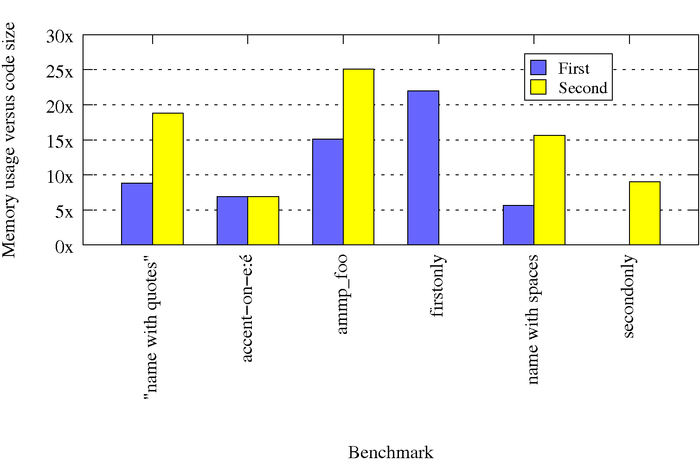 Memory usage versus code size
30x
25x
20x
15x
10x
5x
0x
First
Second
"name with quotes"
accent−on−e:é
ammp_foo
firstonly
name with spaces
secondonly
Benchmark